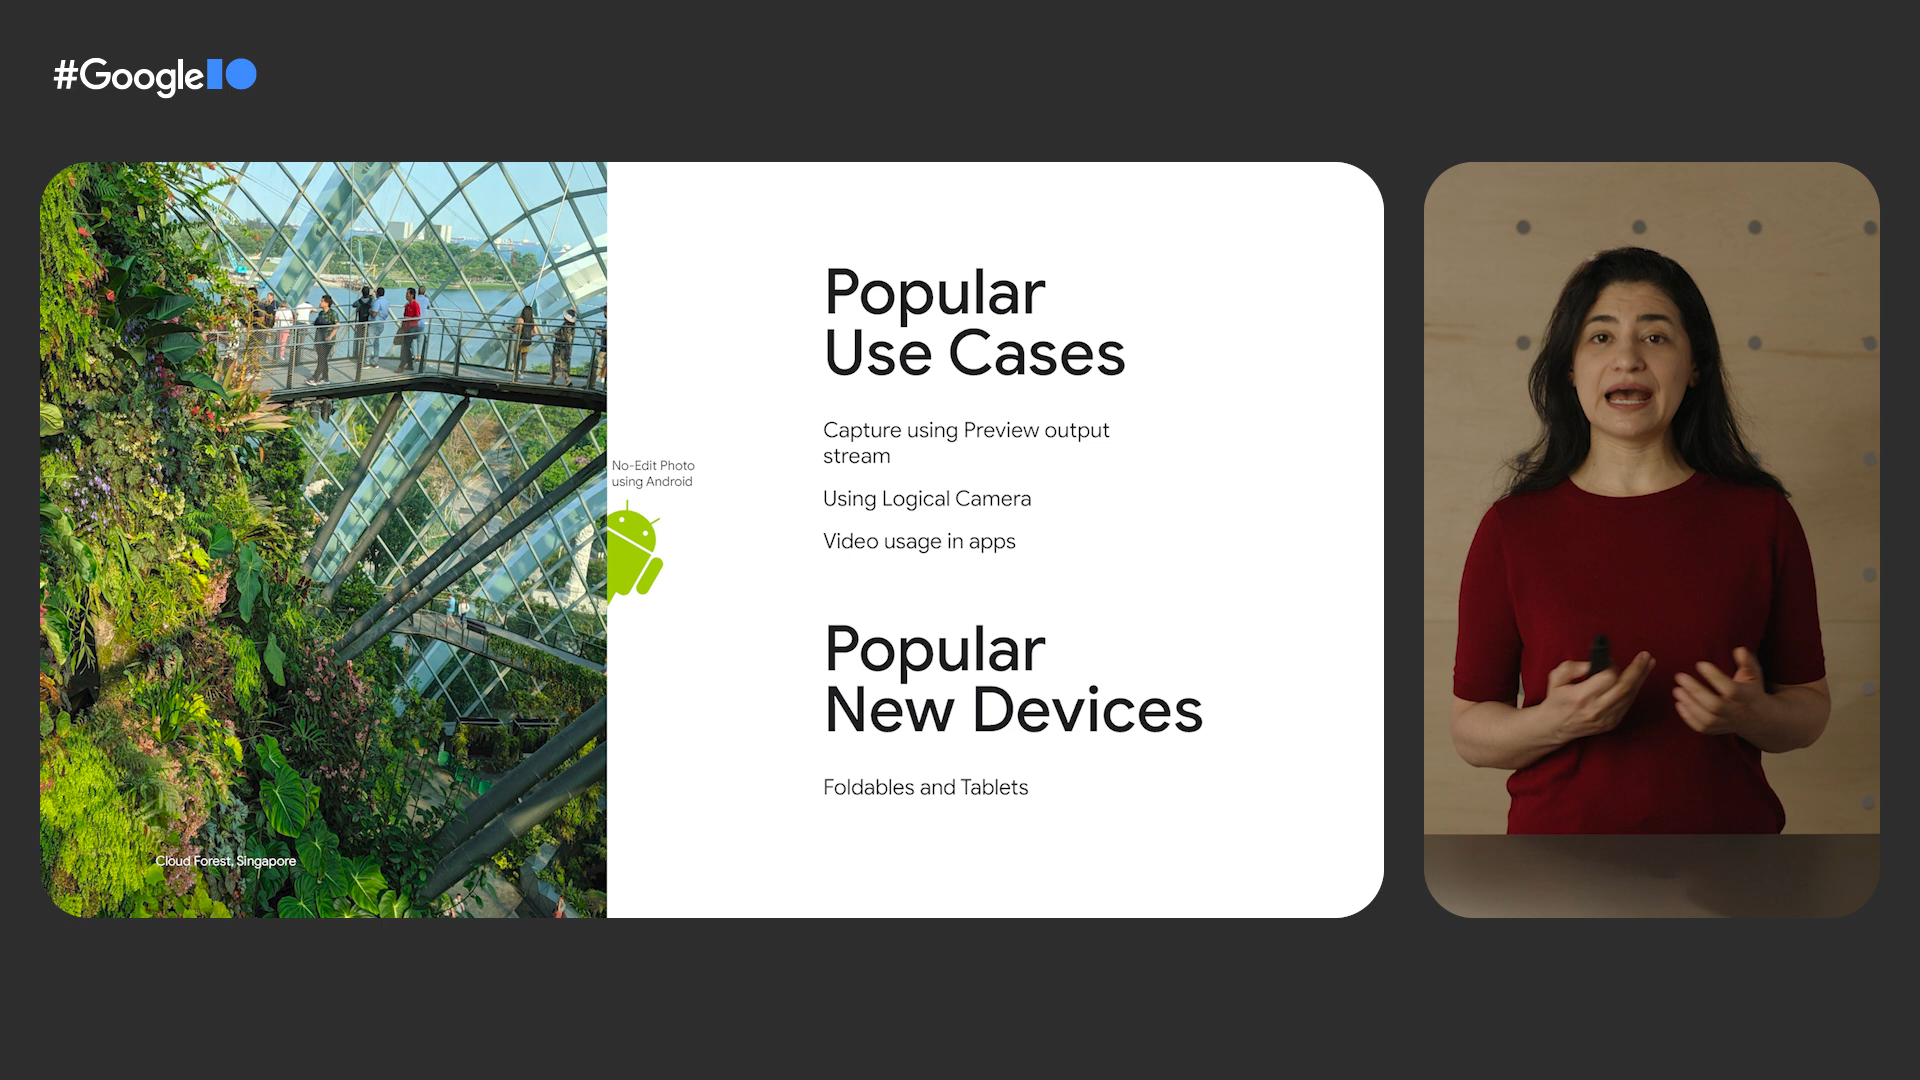 #GoogleIO
No-Edit Photo
using Android
Cloud Forest, Singapore
Popular
Use Cases
Capture using Preview output
stream
Using Logical Camera
Video usage in apps
Popular
New Devices
Foldables and Tablets